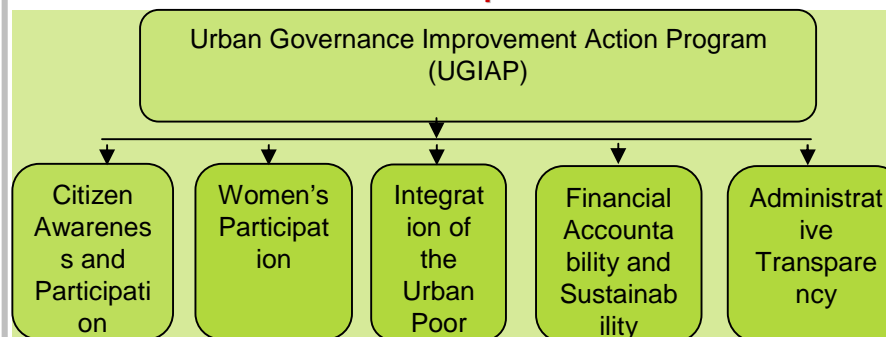 Urban Governance Improvement Action Program
(UGIAP)
Citizen
Awarenes
s and
Participati
on
Women’s
Participat
ion
Integrat
ion of
the
Urban
Poor
Financial
Accounta
bility and
Sustainab
ility
Administrat
ive
Transpare
ncy